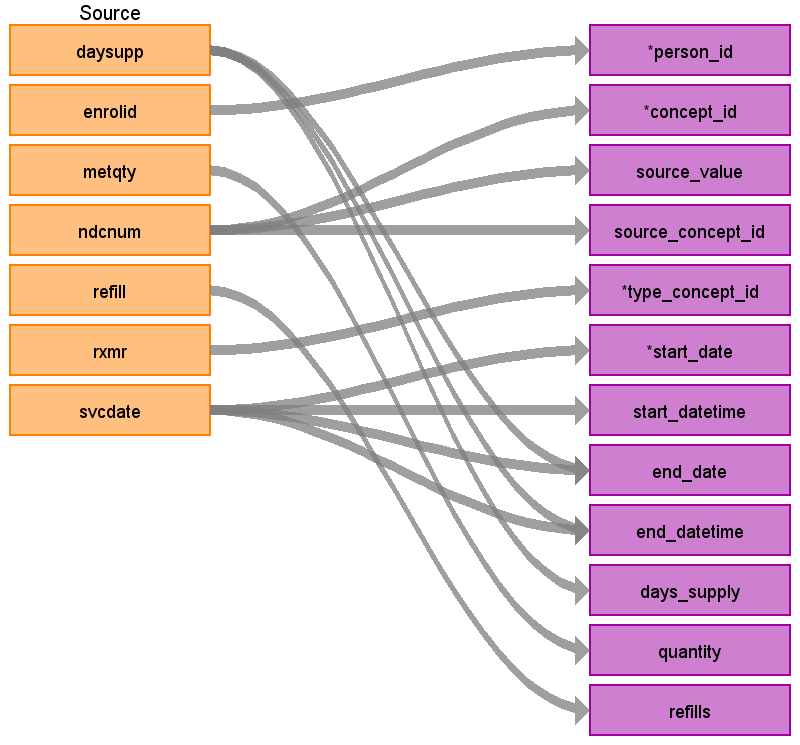 Source
daysupp
enrolid
metqty
ndcnum
refill
rxmr
svcdate
*person_id
*concept_id
source_value
source_concept_id
*type_concept_id
*start_date
start_datetime
end_date
end_datetime
days_supply
quantity
refills